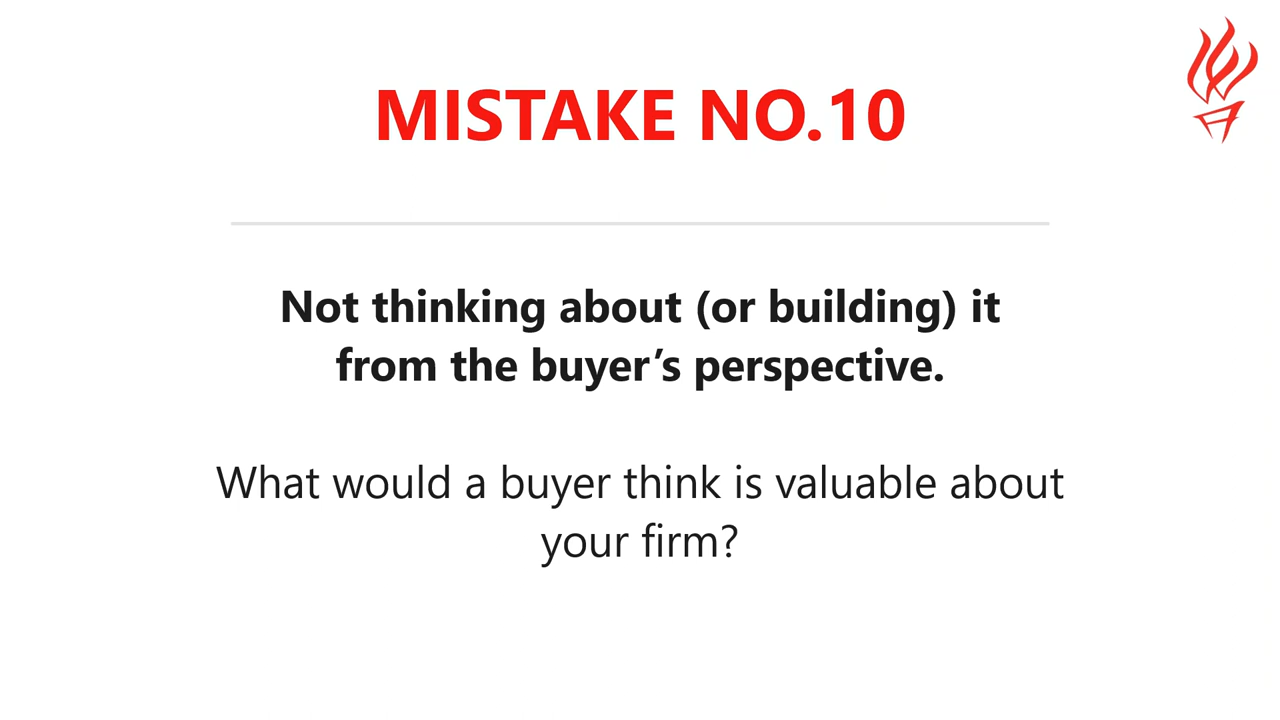 MISTAKE NO.10
Not thinking about (or building) it
from the buyer’s perspective.
What would a buyer think is valuable about
your firm?